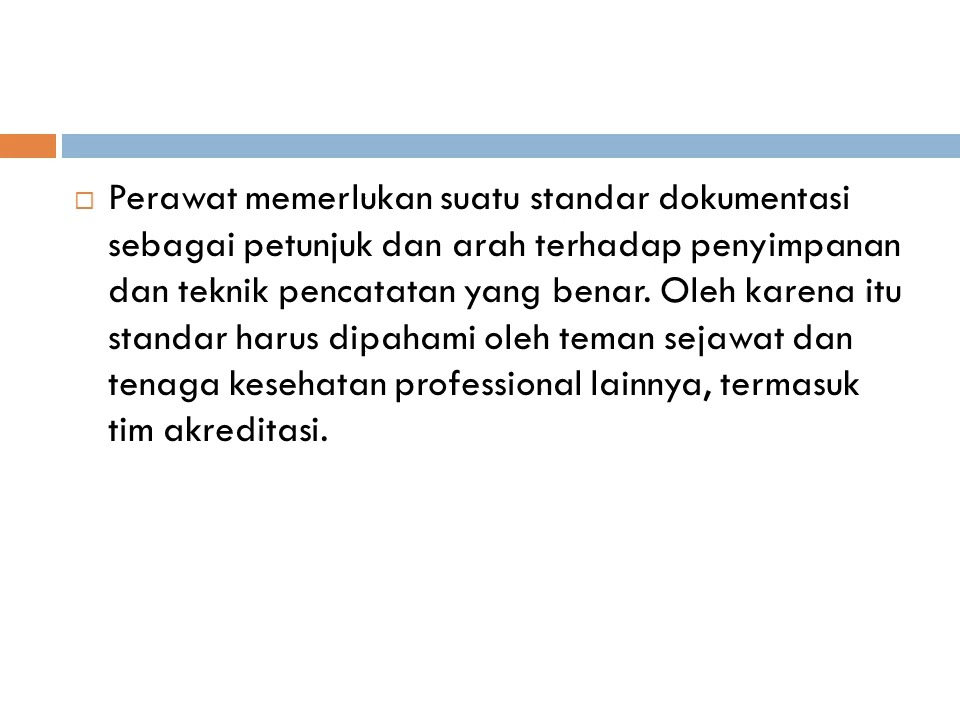 Perawat memerlukan suatu standar dokumentasi
sebagai petunjuk dan arah terhadap penyimpanan
dan teknik pencatatan yang benar. Oleh karena itu
standar harus dipahami oleh teman sejawat dan
tenaga kesehatan professional lainnya, termasuk
tim akreditasi.